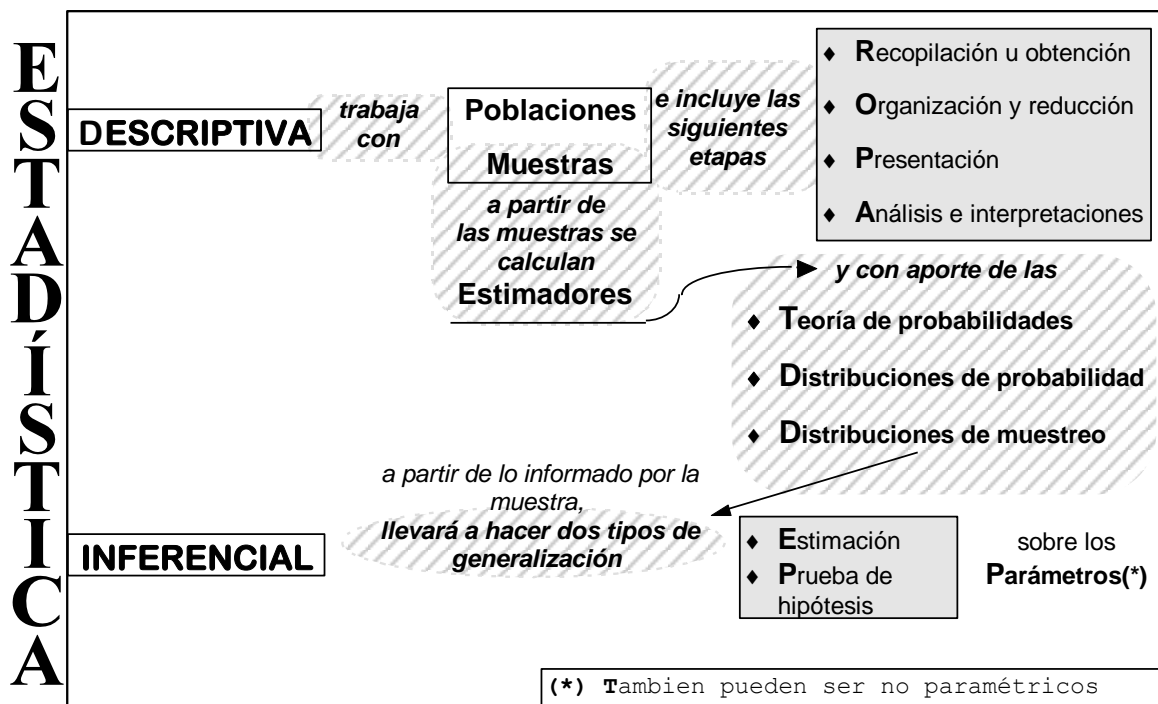 ESTADÍSTICA
DESCRIPTIVA
trabaja
con
Poblaciones
Muestras
e incluye las
siguientes
etapas
♦ Recopilación u obtención
♦ Organización y reducción
♦ Presentación
♦ Análisis e interpretaciones
a partir de
las muestras se
calculan
Estimadores
y con aporte de las
♦ Teoría de probabilidades
♦ Distribuciones de probabilidad
♦ Distribuciones de muestreo
INFERENCIAL
a partir de lo informado por la
muestra,
llevará a hacer dos tipos de
generalización
♦ Estimación
♦ Prueba de
hipótesis
sobre los
Parámetros(*)
(*) Tambien pueden ser no paramétricos